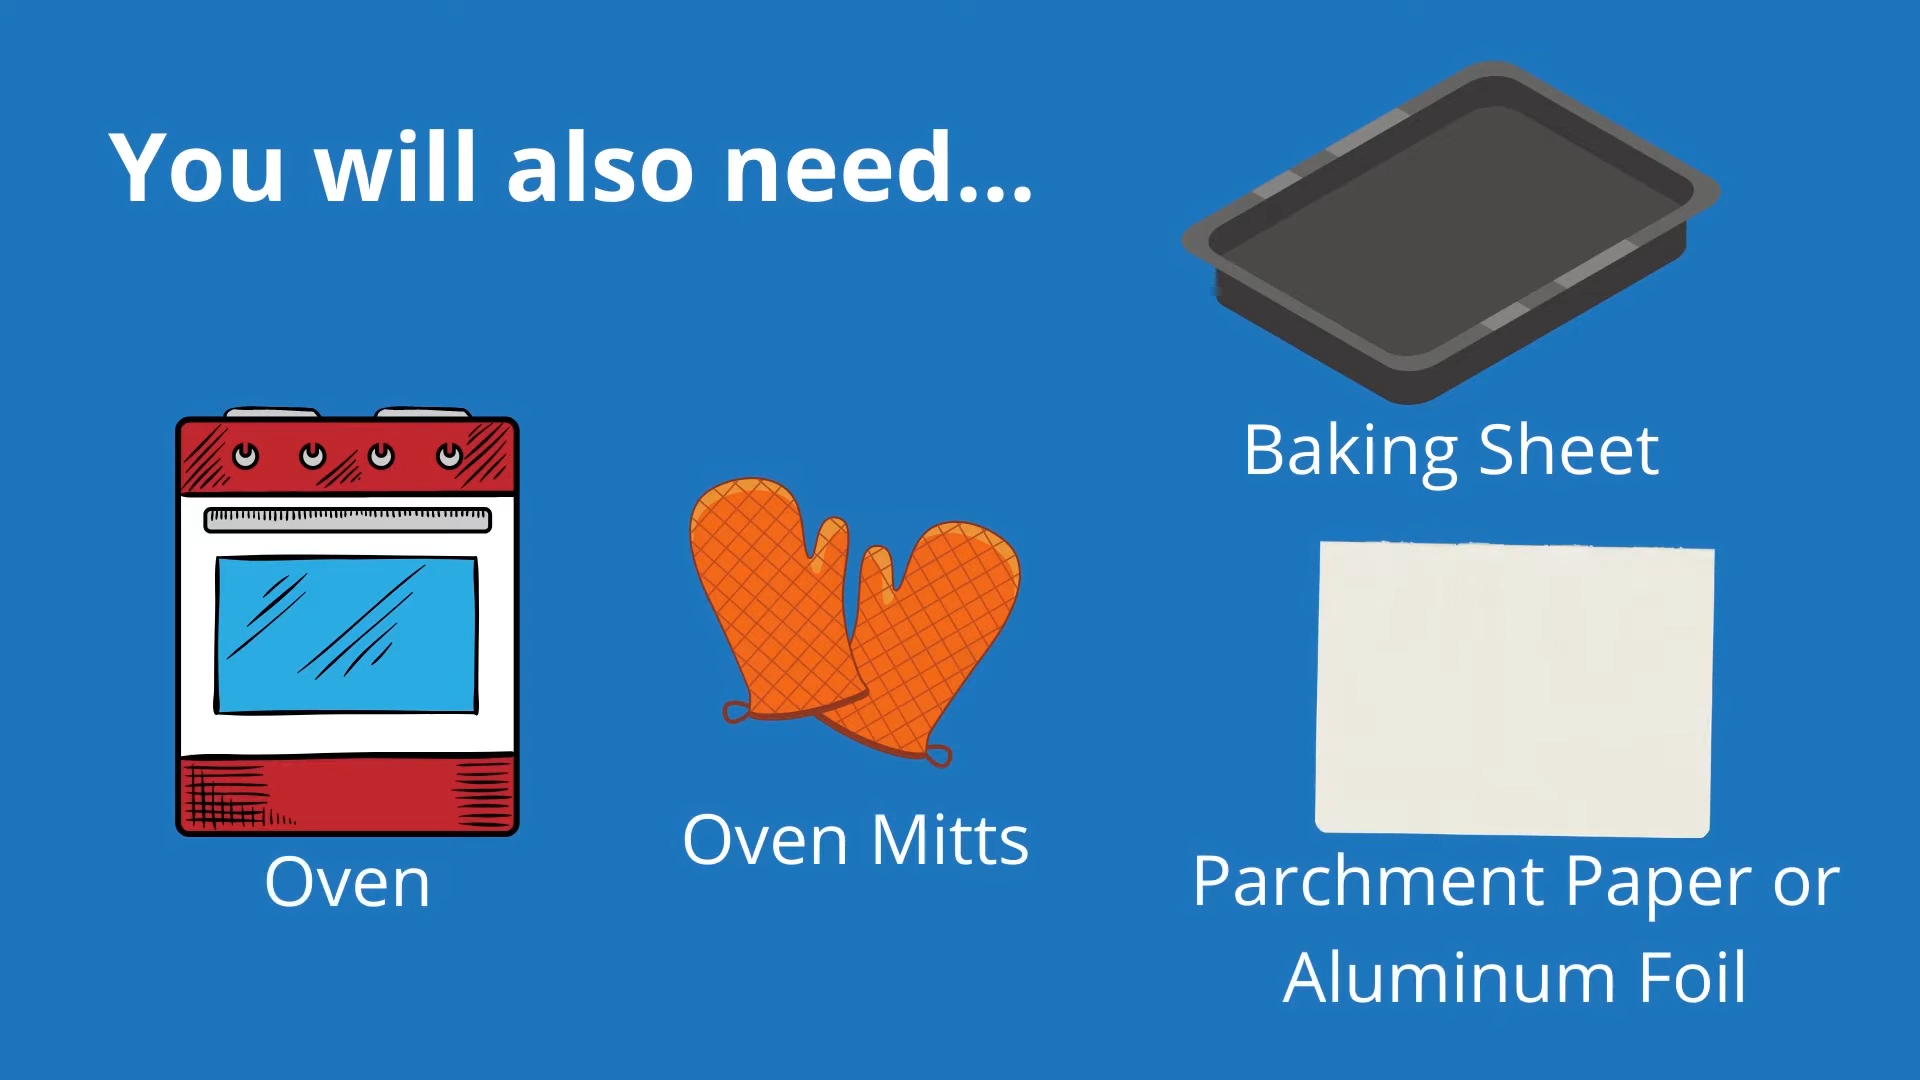 You will also need...
Baking Sheet
Oven Mitts
Oven
Parchment Paper or
Aluminum Foil